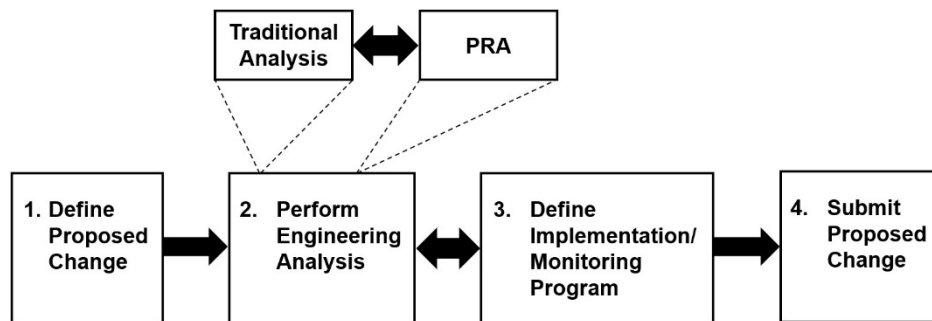 Traditional
Analysis
PRA
1. Define
Proposed
Change
2. Perform
Engineering
Analysis
3. Define
Implementation/
Monitoring
Program
4. Submit
Proposed
Change